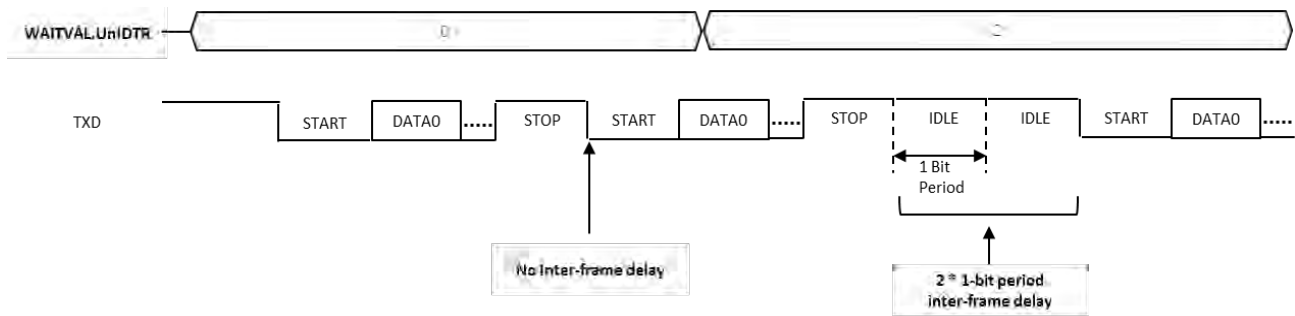 WAITVAL.UnIDTR
0
2
TXD
START
DATA0
.....
STOP
START
DATA0
.....
STOP
IDLE
IDLE
START
DATA0
.....
1 Bit
Period
No inter-frame delay
2 * 1-bit period
inter-frame delay